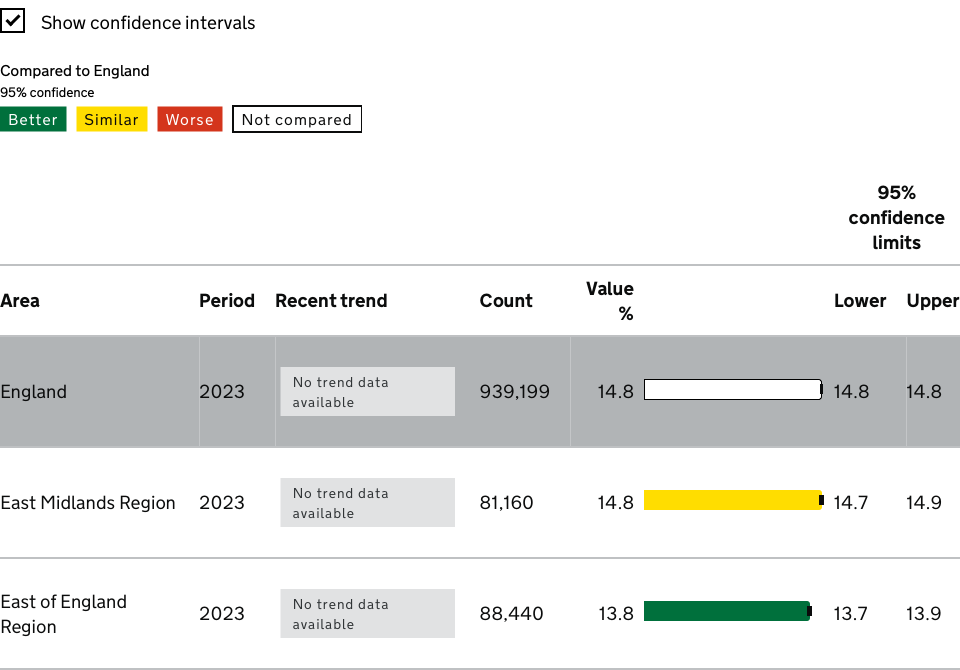 Show confidence intervals
Compared to England
95% confidence
Better Similar Worse Not compared
95%
confidence
limits
Area Period Recent trend Count Value
% Lower Upper
England 2023 No trend data
available 939,199 14.8 14.8 14.8
East Midlands Region 2023 No trend data
available 81,160 14.8 14.7 14.9
East of England
Region 2023 No trend data
available 88,440 13.8 13.7 13.9